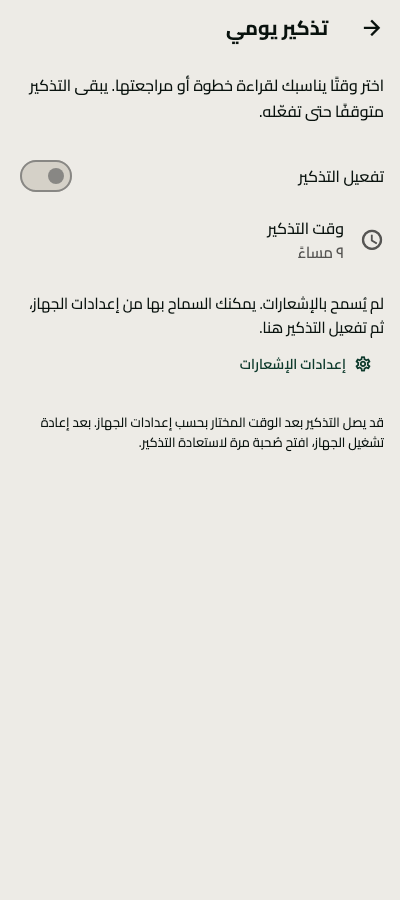 تذكير يومي
اختر وقتًا يناسبك لقراءة خطوة أو مراجعتها. يبقى التذكير
متوقفًا حتى تفعّله.
تفعيل التذكير
وقت التذكير
٩ مساءً
لم يُسمح بالإشعارات. يمكنك السماح بها من إعدادات الجهاز،
ثم تفعيل التذكير هنا.
إعدادات الإشعارات
قد يصل التذكير بعد الوقت المختار بحسب إعدادات الجهاز. بعد إعادة
تشغيل الجهاز، افتح صُحبة مرة لاستعادة التذكير.